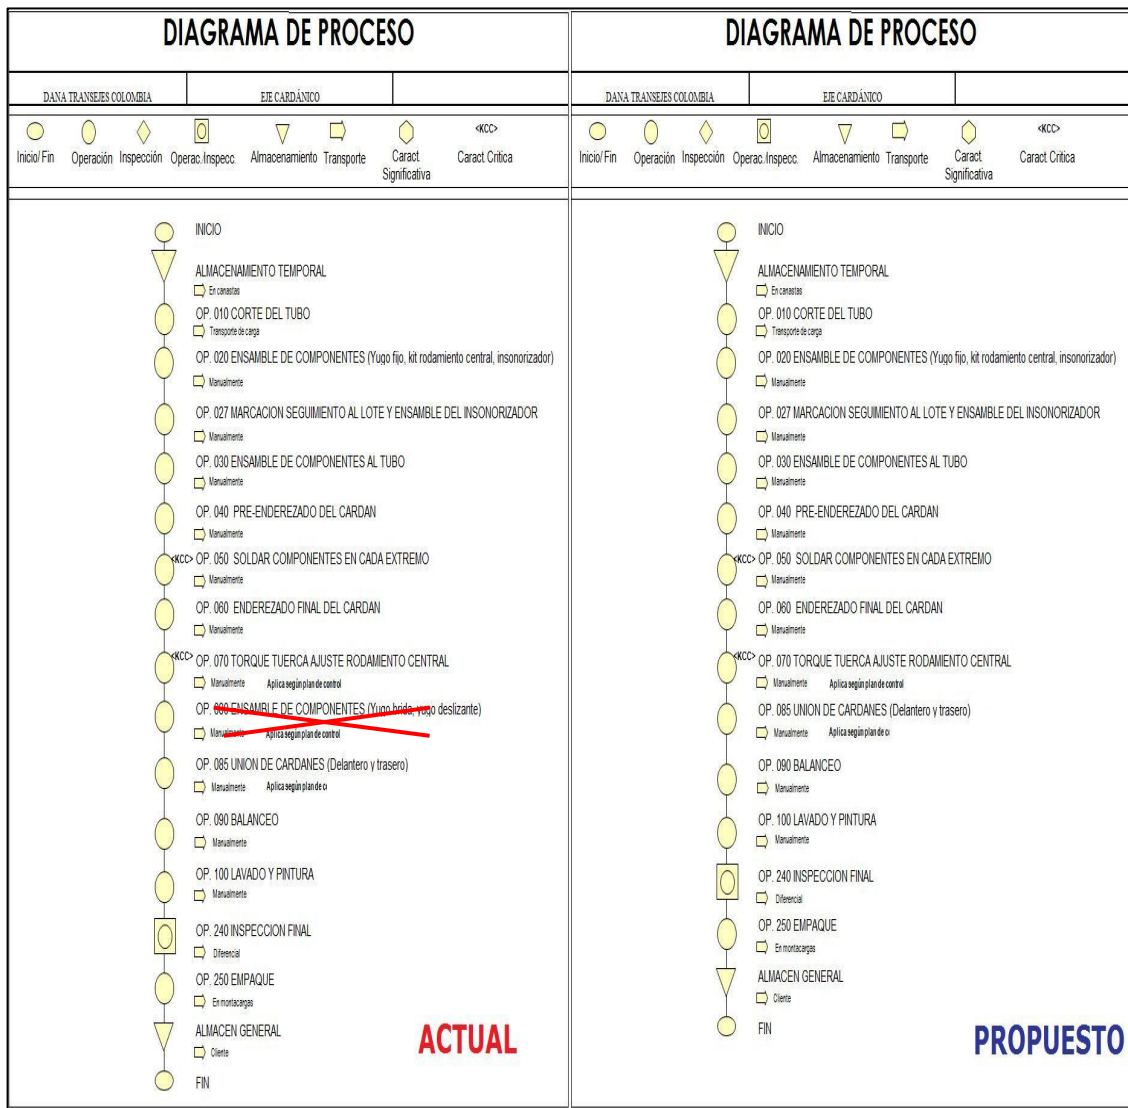 DIAGRAMA DE PROCESO
DANA TRANSEJES COLOMBIA
EJE CARDÁNICO
<KCC>
Inicio/ Fin
Operación
Inspección
Operac./Inspecc.
Almacenamiento
Transporte
Caract.
Significativa
Caract. Critica
INICIO
ALMACENAMIENTO TEMPORAL
En canastas
OP. 010 CORTE DEL TUBO
Transporte de carga
OP. 020 ENSAMBLE DE COMPONENTES (Yugo fijo, kit rodamiento central, insonorizador)
Manualmente
OP. 027 MARCACION SEGUIMIENTO AL LOTE Y ENSAMBLE DEL INSONORIZADOR
Manualmente
OP. 030 ENSAMBLE DE COMPONENTES AL TUBO
Manualmente
OP. 040 PRE-ENDEREZADO DEL CARDAN
Manualmente
<KCC> OP. 050 SOLDAR COMPONENTES EN CADA EXTREMO
Manualmente
OP. 060 ENDEREZADO FINAL DEL CARDAN
Manualmente
<KCC> OP. 070 TORQUE TUERCA AJUSTE RODAMIENTO CENTRAL
Manualmente Aplica según plan de control
OP. 080 ENSAMBLE DE COMPONENTES (Yugo brida, yugo deslizante)
Manualmente Aplica según plan de control
OP. 085 UNION DE CARDANES (Delantero y trasero)
Manualmente Aplica según plan de co
OP. 090 BALANCEO
Manualmente
OP. 100 LAVADO Y PINTURA
Manualmente
OP. 240 INSPECCION FINAL
Diferencial
OP. 250 EMPAQUE
En montacargas
ALMACEN GENERAL
Cliente
FIN
ACTUAL
DIAGRAMA DE PROCESO
DANA TRANSEJES COLOMBIA
EJE CARDÁNICO
<KCC>
Inicio/ Fin
Operación
Inspección
Operac./Inspecc.
Almacenamiento
Transporte
Caract.
Significativa
Caract. Critica
INICIO
ALMACENAMIENTO TEMPORAL
En canastas
OP. 010 CORTE DEL TUBO
Transporte de carga
OP. 020 ENSAMBLE DE COMPONENTES (Yugo fijo, kit rodamiento central, insonorizador)
Manualmente
OP. 027 MARCACION SEGUIMIENTO AL LOTE Y ENSAMBLE DEL INSONORIZADOR
Manualmente
OP. 030 ENSAMBLE DE COMPONENTES AL TUBO
Manualmente
OP. 040 PRE-ENDEREZADO DEL CARDAN
Manualmente
<KCC> OP. 050 SOLDAR COMPONENTES EN CADA EXTREMO
Manualmente
OP. 060 ENDEREZADO FINAL DEL CARDAN
Manualmente
<KCC> OP. 070 TORQUE TUERCA AJUSTE RODAMIENTO CENTRAL
Manualmente Aplica según plan de control
OP. 085 UNION DE CARDANES (Delantero y trasero)
Manualmente Aplica según plan de co
OP. 090 BALANCEO
Manualmente
OP. 100 LAVADO Y PINTURA
Manualmente
OP. 240 INSPECCION FINAL
Diferencial
OP. 250 EMPAQUE
En montacargas
ALMACEN GENERAL
Cliente
FIN
PROPUESTO